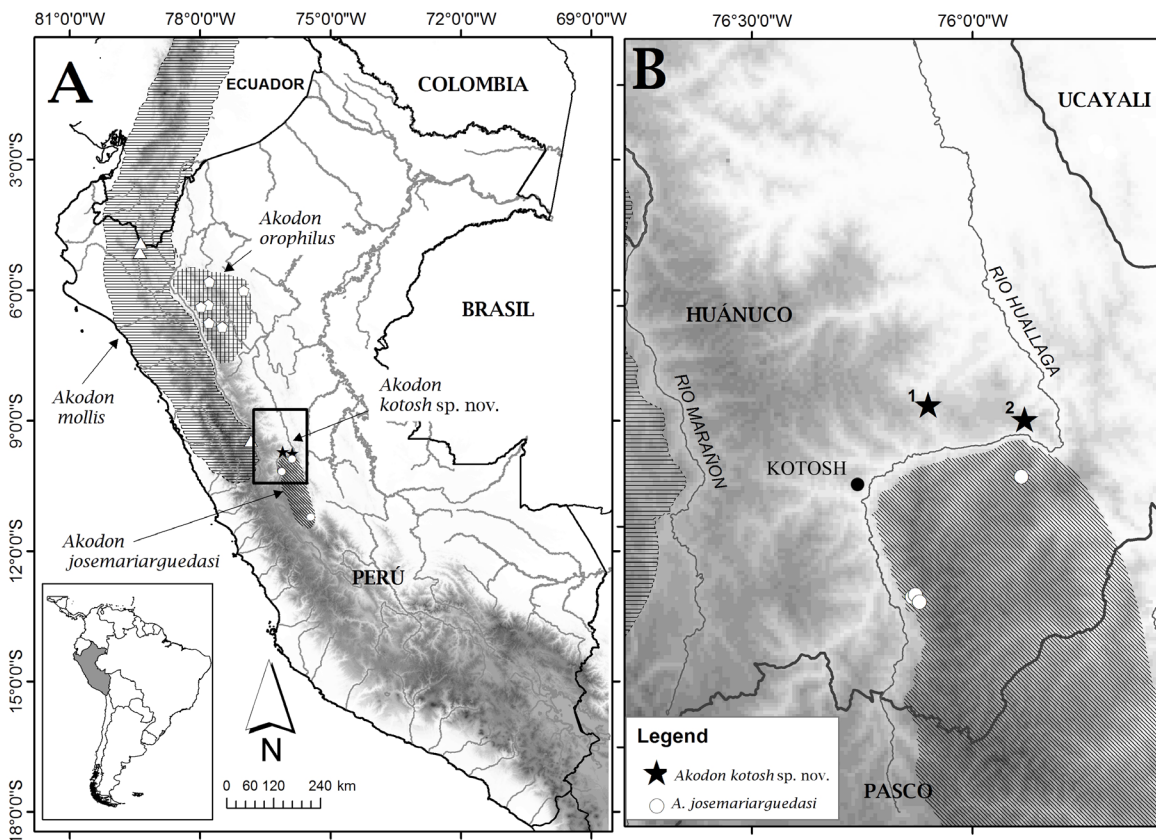 81°0'0"W
78°0'0"W
75°0'0"W
72°0'0"W
69°0'0"W
76°30'0"W
76°0'0"W
A
ECUADOR
COLOMBIA
3°0'0"S
Akodon
orophilus
6°0'0"S
BRASIL
Akodon
mollis
Akodon
kotosh sp. nov.
9°0'0"S
Akodon
josemariarguedasi
12°0'0"S
PERÚ
15°0'0"S
N
0 60 120 240 km
18°0'0"S
B
UCAYALI
HUÁNUCO
RIO HUALLAGA
RIO MARAÑON
1
2
KOTOSH
Legend
Akodon kotosh sp. nov.
A. josemariarguedasi
PASCO